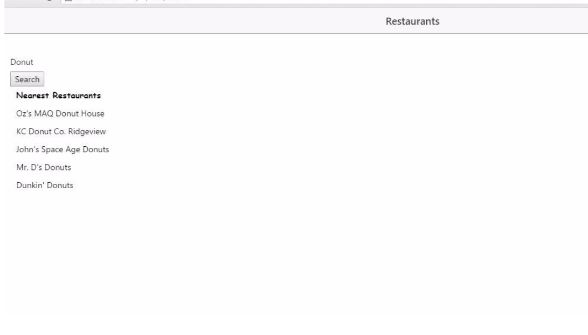 Restaurants
Donut
Search
Nearest Restaurants
Oz's MAQ Donut House
KC Donut Co. Ridgeview
John's Space Age Donuts
Mr. D's Donuts
Dunkin' Donuts